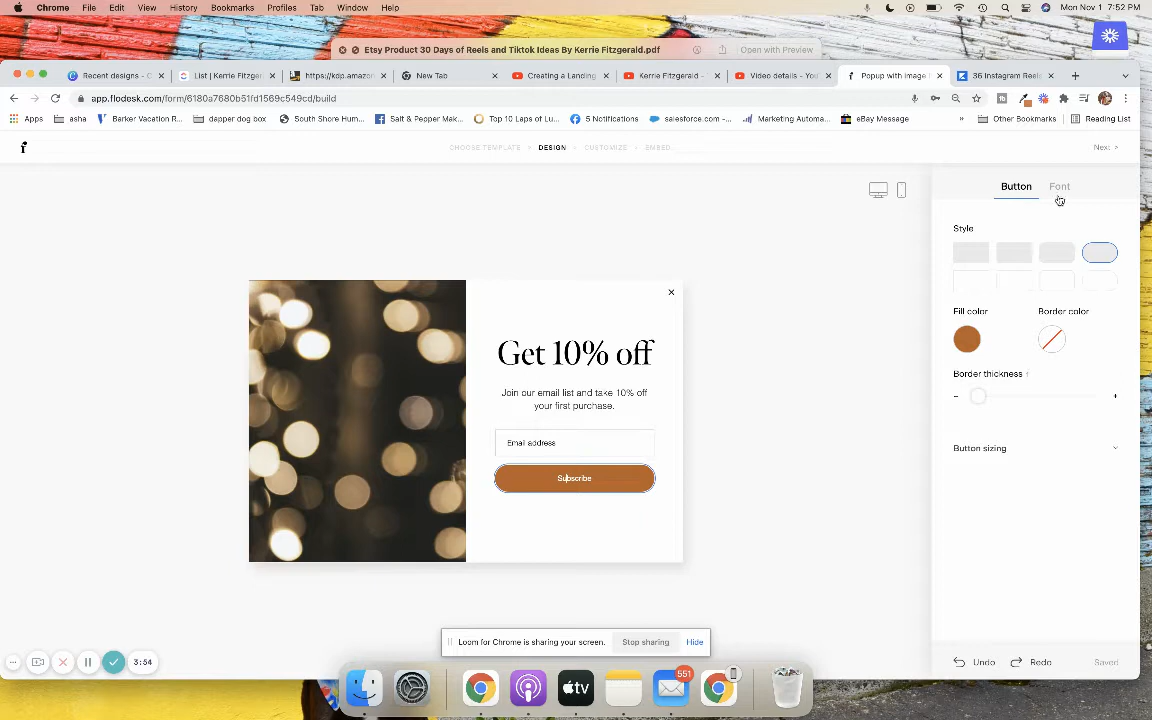 Chrome File Edit View History Bookmarks Profiles Tab Window Help Mon Nov 1 7:52 PM
Etsy Product 30 Days of Reels and Tiktok Ideas By Kerrie Fitzgerald.pdf Open with Preview
Recent designs - C List | Kerrie Fitzger https://kdp.amazon New Tab Creating a Landing Kerrie Fitzgerald - Video details - You Popup with image 36 Instagram Reels
app.flodesk.com/form/6180a7680b51fd1569c549cd/build
Apps asha Barker Vacation R... dapper dog box South Shore Hum... Salt & Pepper Mak... Top 10 Laps of Lu... 5 Notifications salesforce.com -... Marketing Automa... eBay Message » Other Bookmarks Reading List
f CHOOSE TEMPLATE DESIGN CUSTOMIZE EMBED Next >
Button Font
Style
Fill color Border color
Border thickness
- +
Button sizing
Get 10% off
Join our email list and take 10% off
your first purchase.
Email address
Subscribe
Loom for Chrome is sharing your screen. Stop sharing Hide
3:54
Undo Redo Saved
tv 551